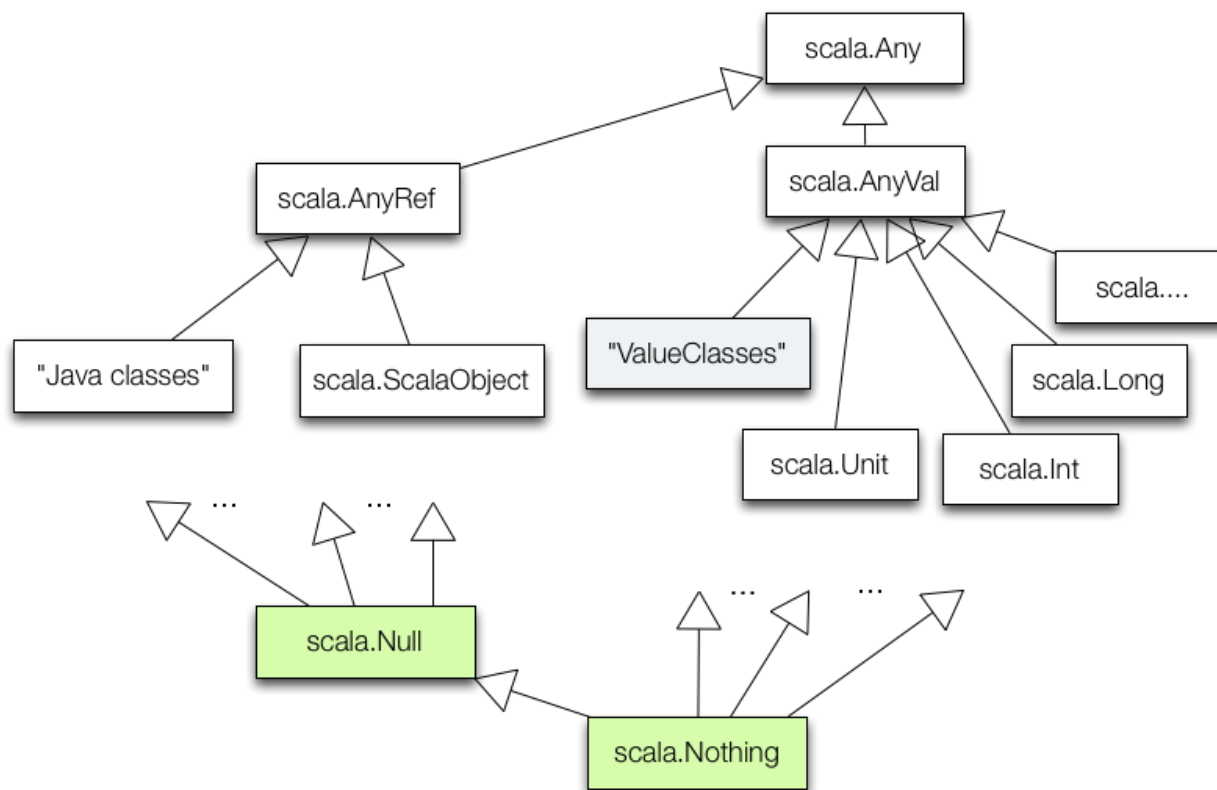 scala.Any
scala.AnyRef
scala.AnyVal
scala....
"Java classes"
scala.ScalaObject
"ValueClasses"
scala.Long
scala.Unit
scala.Int
...
...
...
...
scala.Null
scala.Nothing